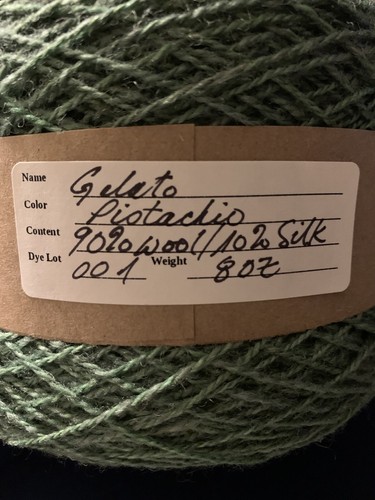 Name Gelato
Color Pistachio
Content 90% Wool/10% Silk
Dye Lot 001 Weight 8oz